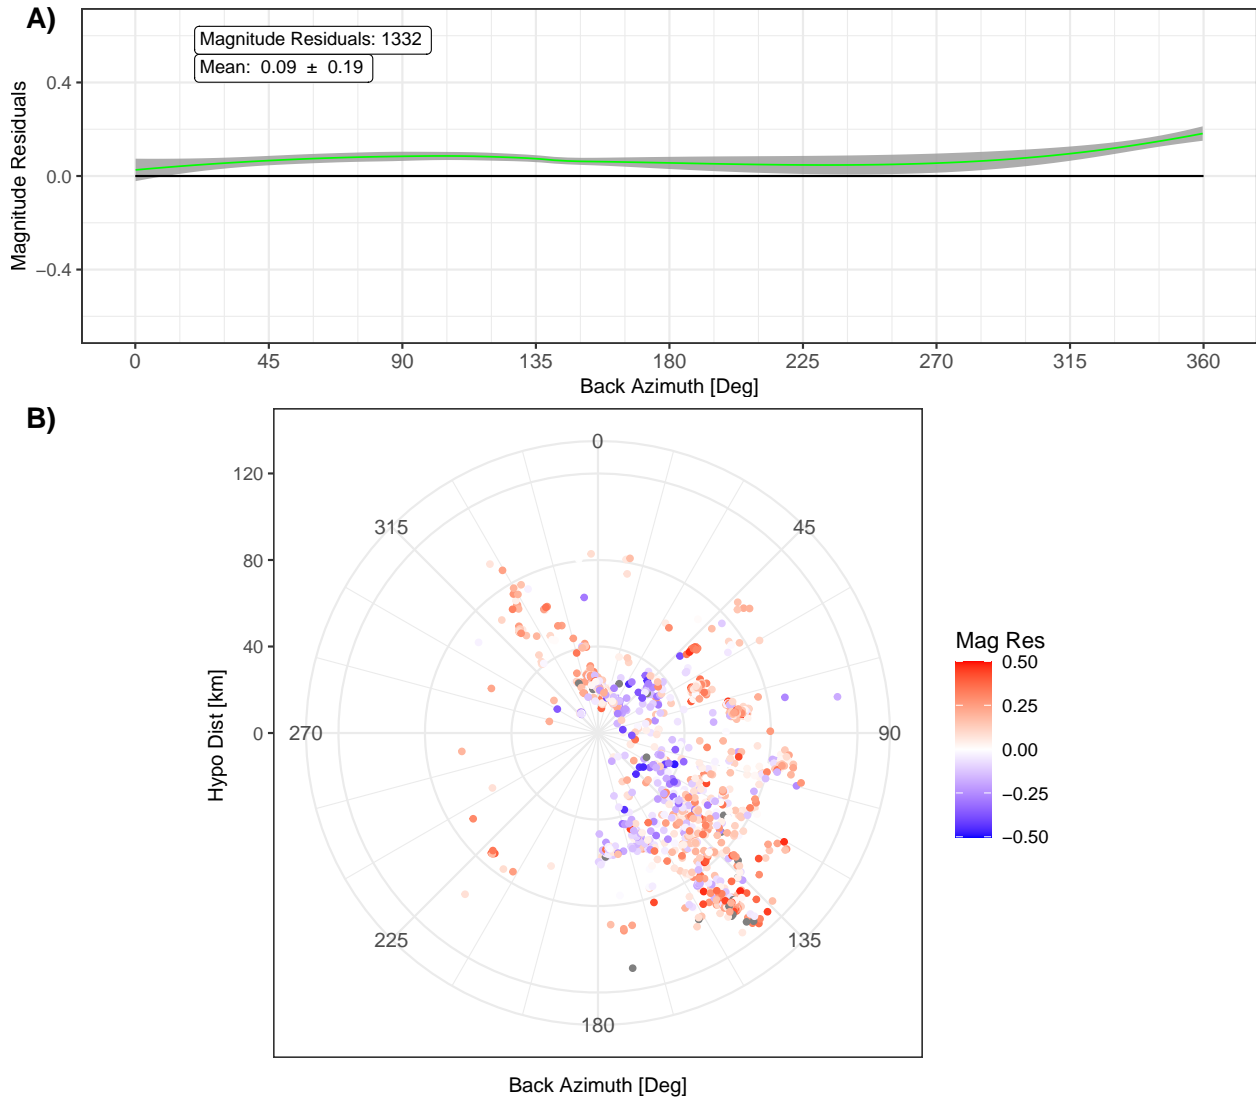 A)
Magnitude Residuals: 1332
Mean:  0.09  ±  0.19
Magnitude Residuals
0.4
0.0
−0.4
0 45 90 135 180 225 270 315 360
Back Azimuth [Deg]
B)
Hypo Dist [km]
120
80
40
0
0
45
90
135
180
225
270
315
Back Azimuth [Deg]
Mag Res
0.50
0.25
0.00
−0.25
−0.50